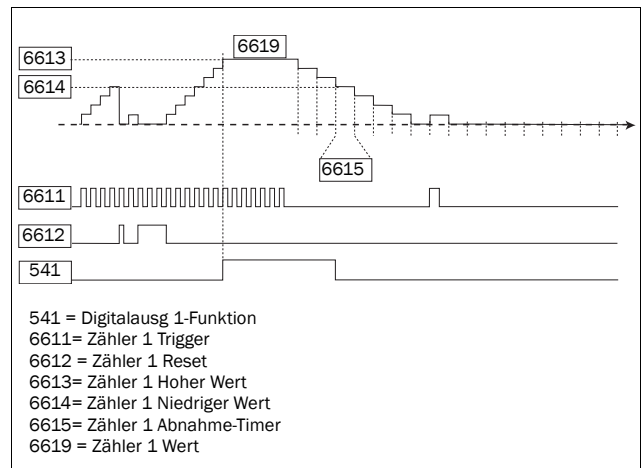 6619
6613
6614
6615
6611
6612
541
541 = Digitalausg 1-Funktion
6611= Zähler 1 Trigger
6612 = Zähler 1 Reset
6613= Zähler 1 Hoher Wert
6614= Zähler 1 Niedriger Wert
6615= Zähler 1 Abnahme-Timer
6619 = Zähler 1 Wert